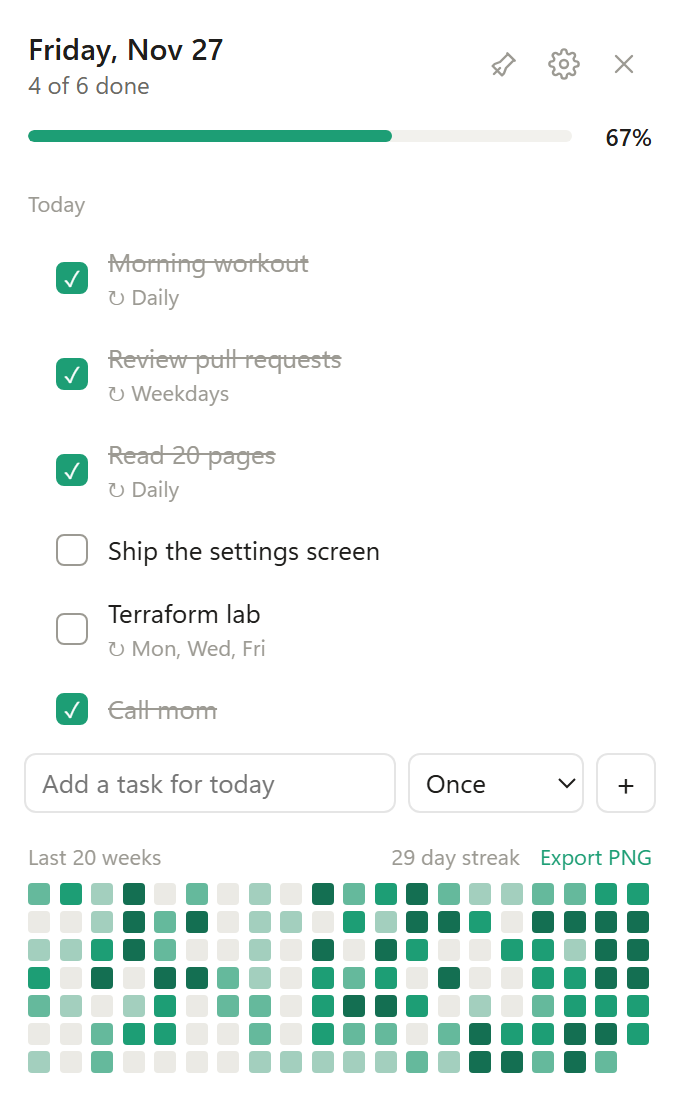 Friday, Nov 27
4 of 6 done
67%
Today
Morning workout
↻ Daily
Review pull requests
↻ Weekdays
Read 20 pages
↻ Daily
Ship the settings screen
Terraform lab
↻ Mon, Wed, Fri
Call mom
Add a task for today
Once
+
Last 20 weeks
29 day streak
Export PNG